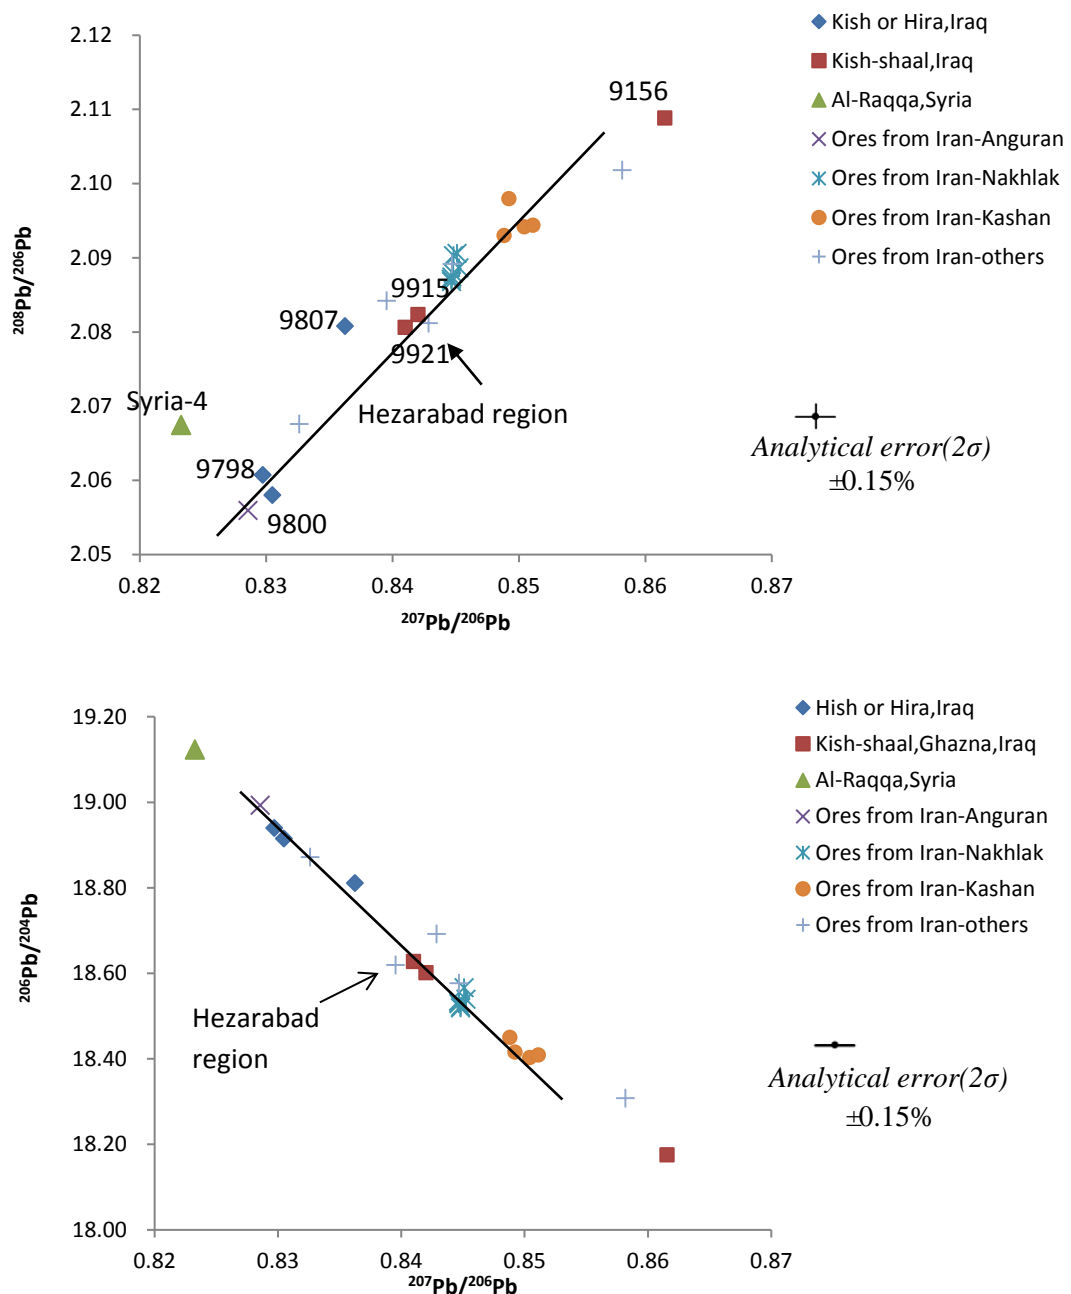 2.12
2.11
2.10
2.09
2.08
2.07
2.06
2.05
²⁰⁸Pb/²⁰⁶Pb
9156
9915
9807
9921
Hezarabad region
Syria-4
9798
9800
0.82 0.83 0.84 0.85 0.86 0.87
²⁰⁷Pb/²⁰⁶Pb
Kish or Hira,Iraq
Kish-shaal,Iraq
Al-Raqqa,Syria
Ores from Iran-Anguran
Ores from Iran-Nakhlak
Ores from Iran-Kashan
Ores from Iran-others
Analytical error(2σ)
±0.15%
19.20
19.00
18.80
18.60
18.40
18.20
18.00
²⁰⁶Pb/²⁰⁴Pb
Hezarabad
region
0.82 0.83 0.84 0.85 0.86 0.87
²⁰⁷Pb/²⁰⁶Pb
Hish or Hira,Iraq
Kish-shaal,Ghazna,Iraq
Al-Raqqa,Syria
Ores from Iran-Anguran
Ores from Iran-Nakhlak
Ores from Iran-Kashan
Ores from Iran-others
Analytical error(2σ)
±0.15%